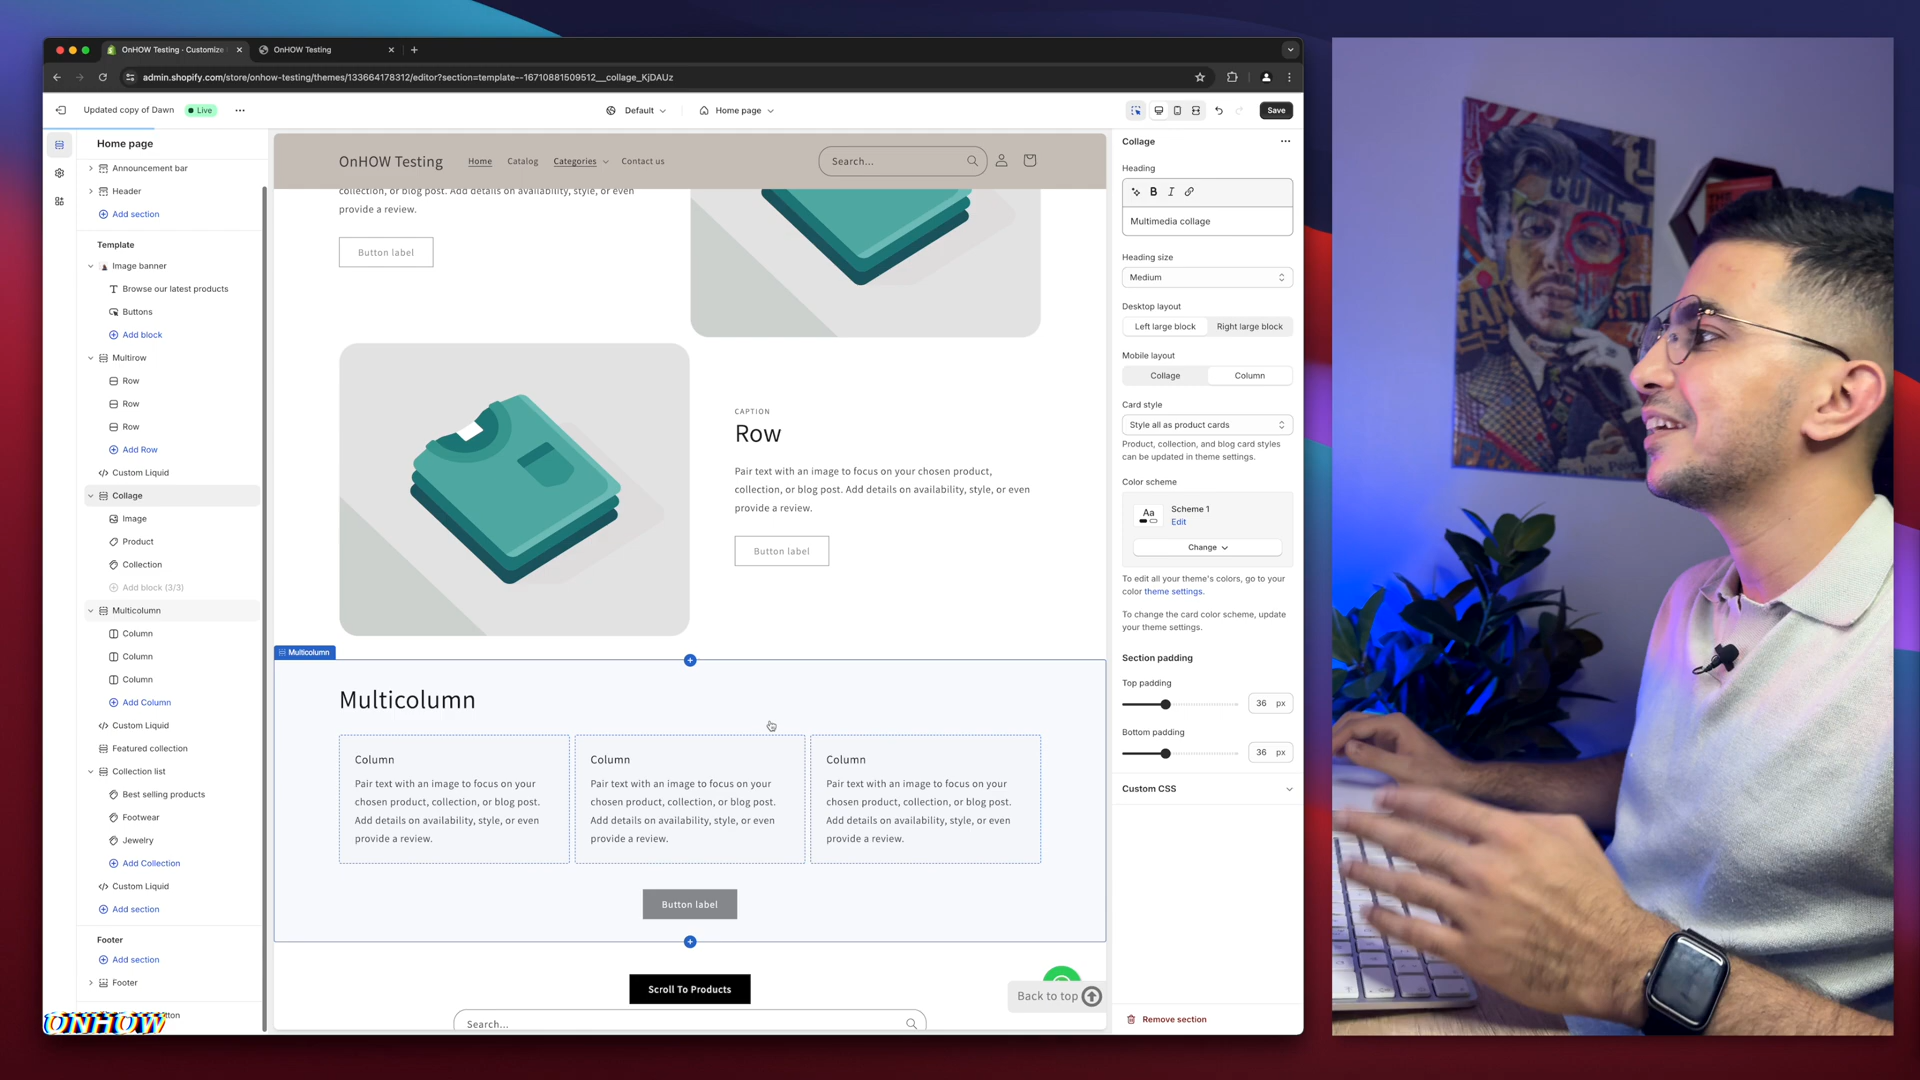 OnHOW Testing · Customize
OnHOW Testing
admin.shopify.com/store/onhow-testing/themes/133664178312/editor?section=template--16710881509512__collage_KjDAUz
Updated copy of Dawn
Live
Default
Home page
Save
Home page
Announcement bar
Header
Add section
Template
Image banner
Browse our latest products
Buttons
Add block
Multirow
Row
Row
Row
Add Row
Custom Liquid
Collage
Image
Product
Collection
Add block (3/3)
Multicolumn
Column
Column
Column
Add Column
Custom Liquid
Featured collection
Collection list
Best selling products
Footwear
Jewelry
Add Collection
Custom Liquid
Add section
Footer
Add section
Footer
ONHOW
OnHOW Testing
Home
Catalog
Categories
Contact us
Search...
collection, or blog post. Add details on availability, style, or even
provide a review.
Button label
CAPTION
Row
Pair text with an image to focus on your chosen product,
collection, or blog post. Add details on availability, style, or even
provide a review.
Button label
Multicolumn
Multicolumn
Column
Pair text with an image to focus on your
chosen product, collection, or blog post.
Add details on availability, style, or even
provide a review.
Column
Pair text with an image to focus on your
chosen product, collection, or blog post.
Add details on availability, style, or even
provide a review.
Column
Pair text with an image to focus on your
chosen product, collection, or blog post.
Add details on availability, style, or even
provide a review.
Button label
Scroll To Products
Back to top
Search...
Collage
Heading
B I
Multimedia collage
Heading size
Medium
Desktop layout
Left large block
Right large block
Mobile layout
Collage
Column
Card style
Style all as product cards
Product, collection, and blog card styles
can be updated in theme settings.
Color scheme
Aa
Scheme 1
Edit
Change
To edit all your theme's colors, go to your
color theme settings.
To change the card color scheme, update
your theme settings.
Section padding
Top padding
36 px
Bottom padding
36 px
Custom CSS
Remove section